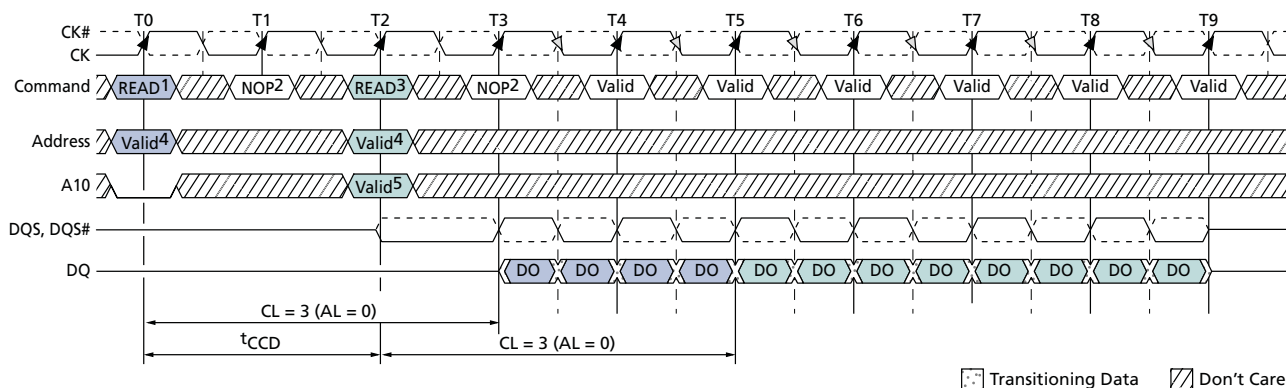 T0 T1 T2 T3 T4 T5 T6 T7 T8 T9
CK#
CK
Command READ1 NOP2 READ3 NOP2 Valid Valid Valid Valid Valid Valid
Address Valid4 Valid4
A10 Valid5
DQS, DQS#
DQ DO DO DO DO DO DO DO DO DO DO DO DO
CL = 3 (AL = 0)
tCCD CL = 3 (AL = 0)
Transitioning Data Don't Care